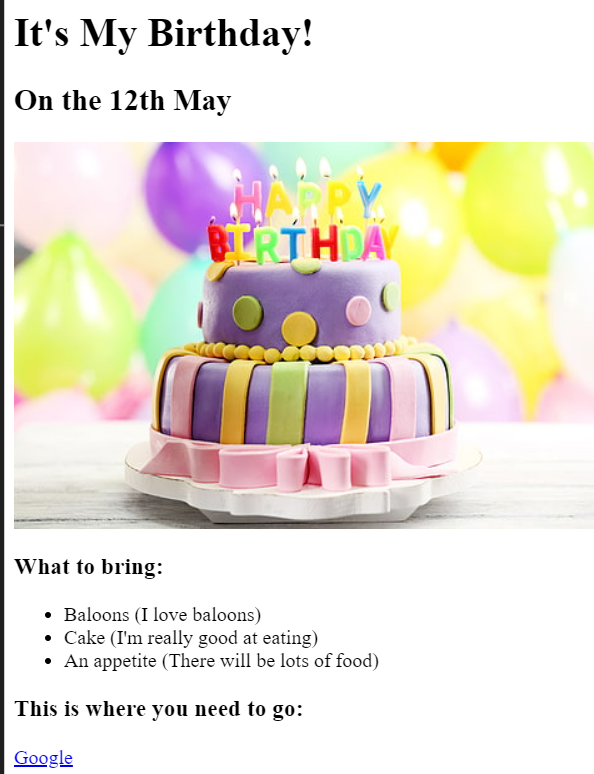 It's My Birthday!
On the 12th May
HAPPY
BIRTHDAY
What to bring:
Baloons (I love baloons)
Cake (I'm really good at eating)
An appetite (There will be lots of food)
This is where you need to go:
Google